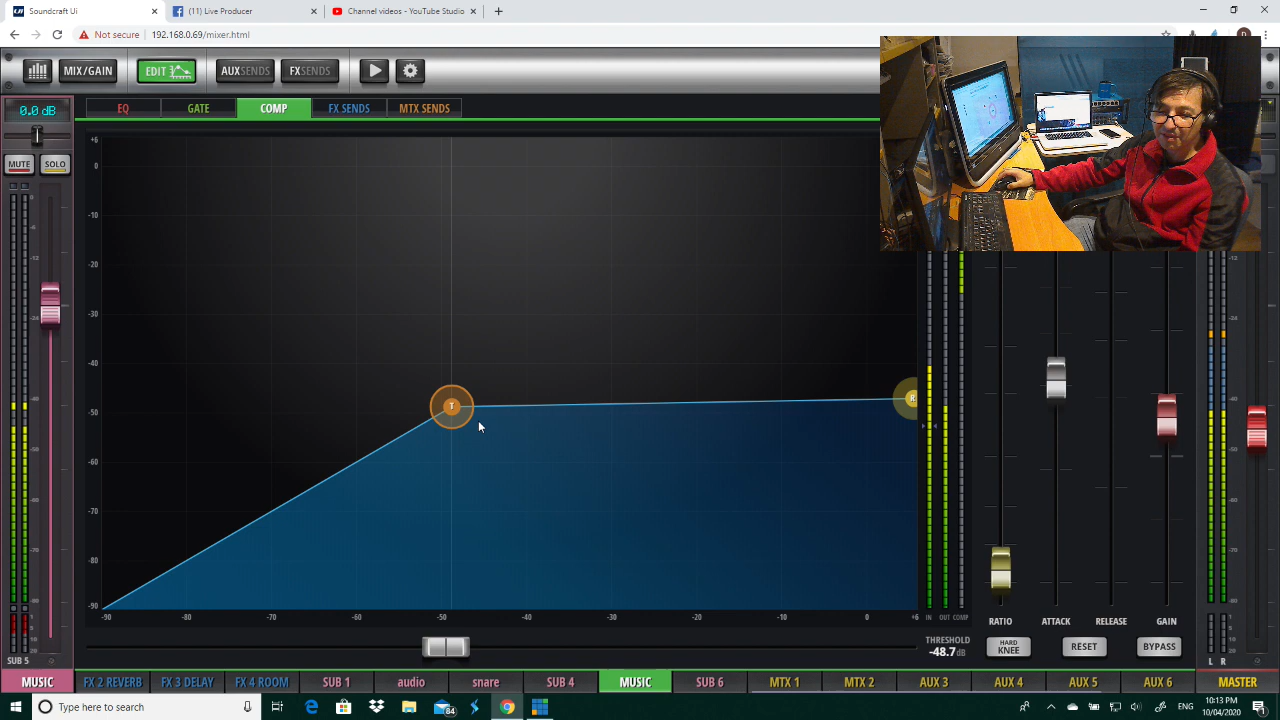 Soundcraft Ui
(11) Live Producer
Channel videos - YouTube Studio
Not secure 192.168.0.69/mixer.html
MIX/GAIN
EDIT
AUXSENDS
FXSENDS
0.0 dB
EQ
GATE
COMP
FX SENDS
MTX SENDS
MUTE
SOLO
+6
0
-10
-20
-30
-40
-50
-60
-70
-80
-90
T
R
-90 -80 -70 -60 -50 -40 -30 -20 -10 0 +6
IN OUT COMP
RATIO ATTACK RELEASE GAIN
THRESHOLD
-48.7dB
HARD
KNEE
RESET
BYPASS
L R
SUB 5
MUSIC
FX 2 REVERB
FX 3 DELAY
FX 4 ROOM
SUB 1
audio
snare
SUB 4
MUSIC
SUB 6
MTX 1
MTX 2
AUX 3
AUX 4
AUX 5
AUX 6
MASTER
Type here to search
84
ENG
10:13 PM
10/04/2020